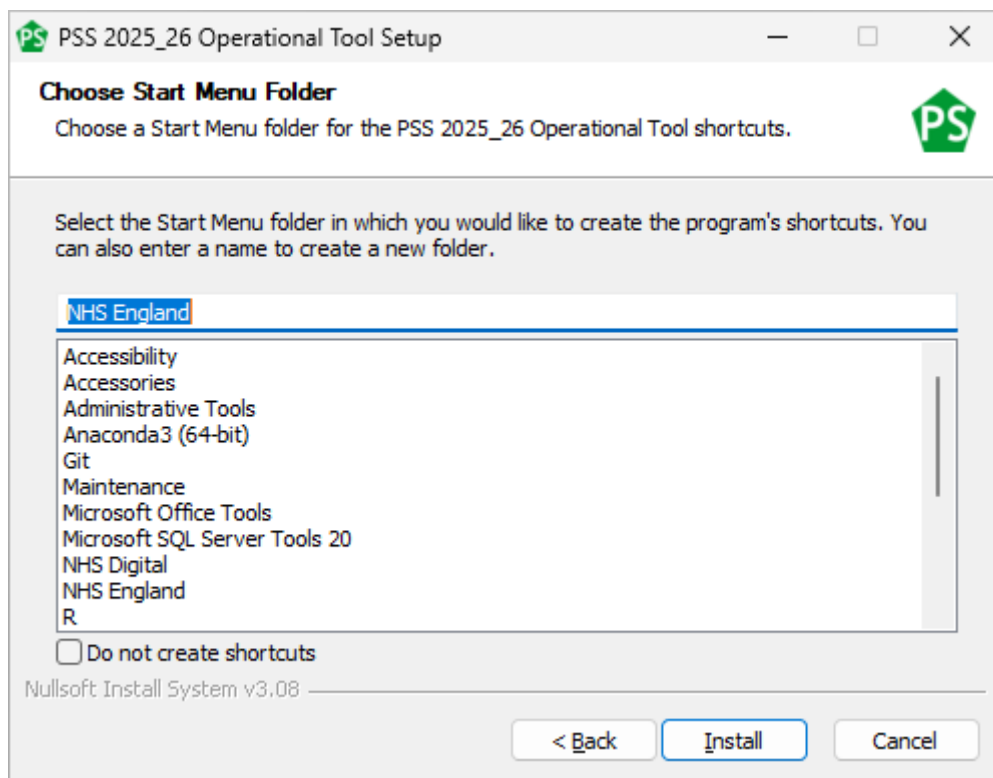 PS PSS 2025_26 Operational Tool Setup
Choose Start Menu Folder
Choose a Start Menu folder for the PSS 2025_26 Operational Tool shortcuts.
PS
Select the Start Menu folder in which you would like to create the program's shortcuts. You
can also enter a name to create a new folder.
NHS England
Accessibility
Accessories
Administrative Tools
Anaconda3 (64-bit)
Git
Maintenance
Microsoft Office Tools
Microsoft SQL Server Tools 20
NHS Digital
NHS England
R
Do not create shortcuts
Nullsoft Install System v3.08
< Back Install Cancel